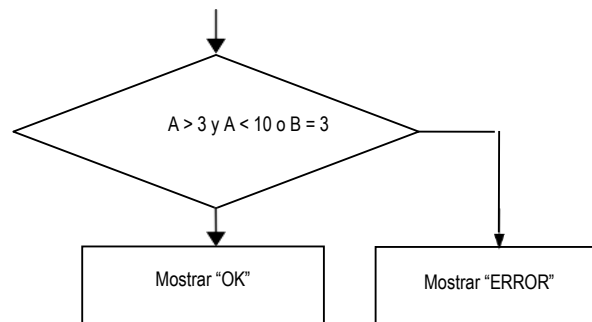 A > 3 y A < 10 o B = 3
Mostrar “OK”
Mostrar “ERROR”